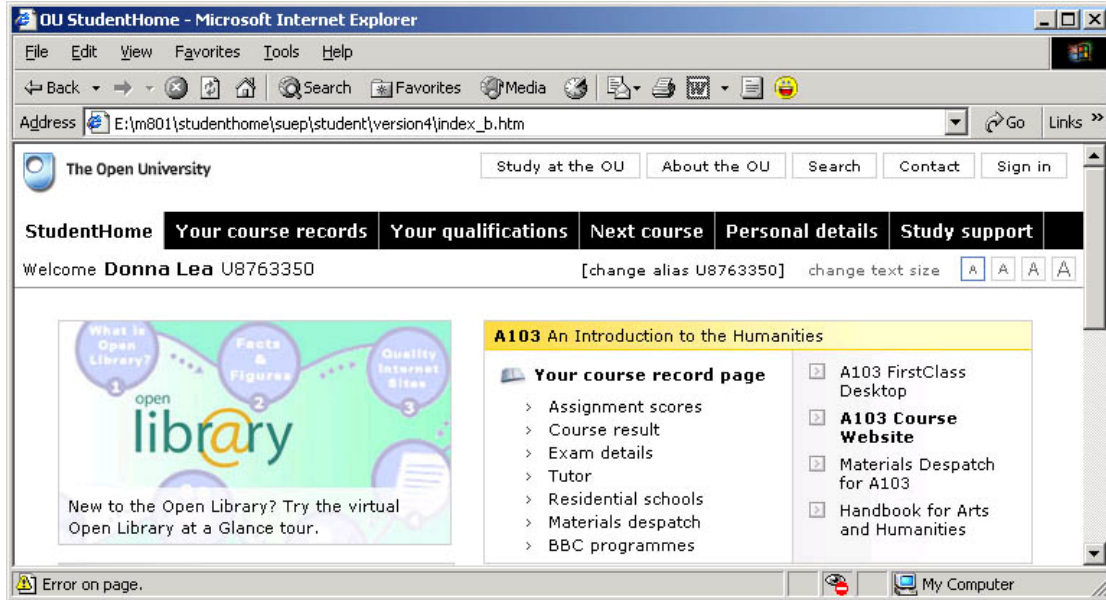 OU StudentHome - Microsoft Internet Explorer
File Edit View Favorites Tools Help
Back Search Favorites Media
Address E:\m801\studenthome\suep\student\version4\index_b.htm Go Links »
The Open University
Study at the OU About the OU Search Contact Sign in
StudentHome Your course records Your qualifications Next course Personal details Study support
Welcome Donna Lea U8763350 [change alias U8763350] change text size A A A A
What is
Open
Library?
1
Facts
&
Figures
2
Quality
Internet
Sites
3
open
libr@ry
New to the Open Library? Try the virtual
Open Library at a Glance tour.
A103 An Introduction to the Humanities
Your course record page
> Assignment scores
> Course result
> Exam details
> Tutor
> Residential schools
> Materials despatch
> BBC programmes
A103 FirstClass
Desktop
A103 Course
Website
Materials Despatch
for A103
Handbook for Arts
and Humanities
Error on page. My Computer